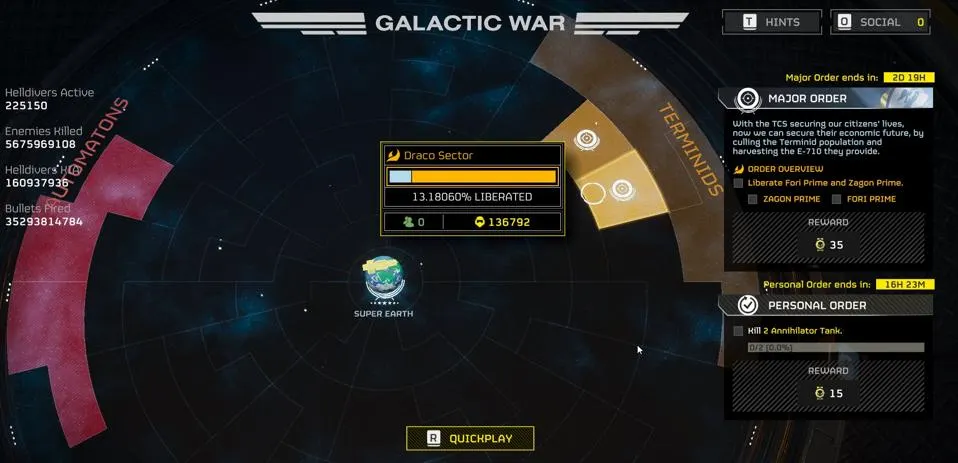 GALACTIC WAR
T HINTS
O SOCIAL 0
Helldivers Active
225150
Enemies Killed
5675969108
Helldivers
160937936
Bullets Fired
35293814784
AUTOMATONS
TERMINIDS
Draco Sector
13.18060% LIBERATED
0 136792
SUPER EARTH
R QUICKPLAY
Major Order ends in: 2D 19H
MAJOR ORDER
With the TCS securing our citizens' lives,
now we can secure their economic future, by
culling the Terminid population and
harvesting the E-710 they provide.
ORDER OVERVIEW
Liberate Fori Prime and Zagon Prime.
ZAGON PRIME FORI PRIME
REWARD
35
Personal Order ends in: 16H 23M
PERSONAL ORDER
Kill 2 Annihilator Tank.
0/2 (0.0%)
REWARD
15